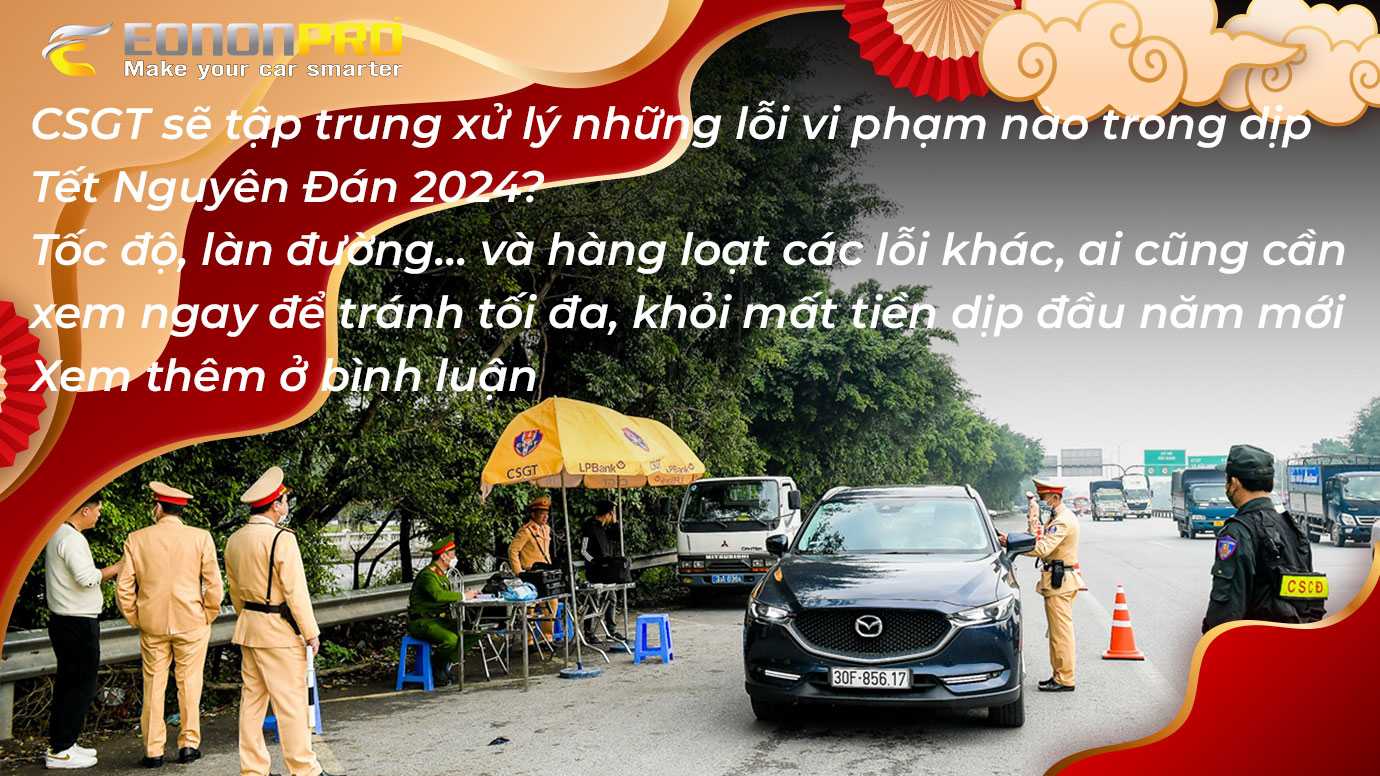 EONONPRO
Make your car smarter
CSGT sẽ tập trung xử lý những lỗi vi phạm nào trong dịp
Tết Nguyên Đán 2024?
Tốc độ, làn đường... và hàng loạt các lỗi khác, ai cũng cần
xem ngay để tránh tối đa, khỏi mất tiền dịp đầu năm mới
Xem thêm ở bình luận
CSGT
LPBank
CANTER
MITSUBISHI
30F-856.17
CSCĐ